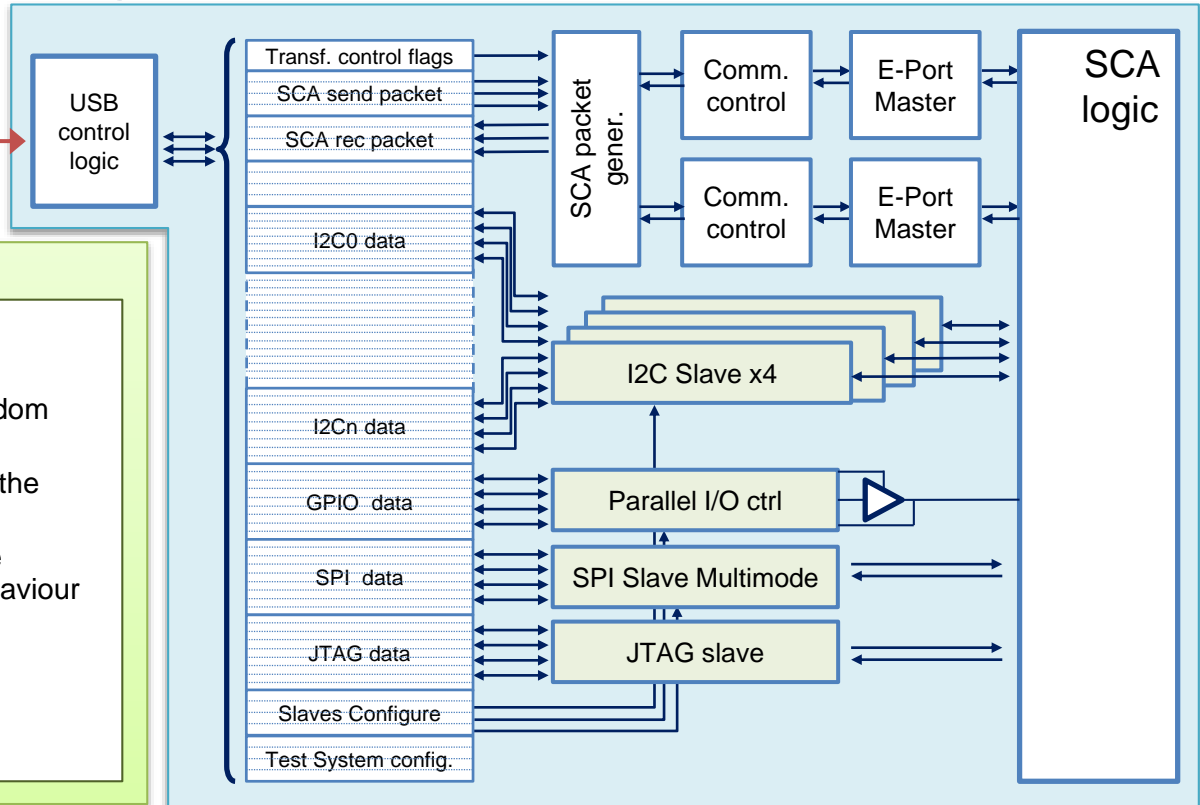 USB
control
logic
Transf. control flags
SCA send packet
SCA rec packet
I2C0 data
I2Cn data
GPIO data
SPI data
JTAG data
Slaves Configure
Test System config.
SCA packet
gener.
Comm.
control
E-Port
Master
Comm.
control
E-Port
Master
I2C Slave x4
Parallel I/O ctrl
SPI Slave Multimode
JTAG slave
SCA
logic
the